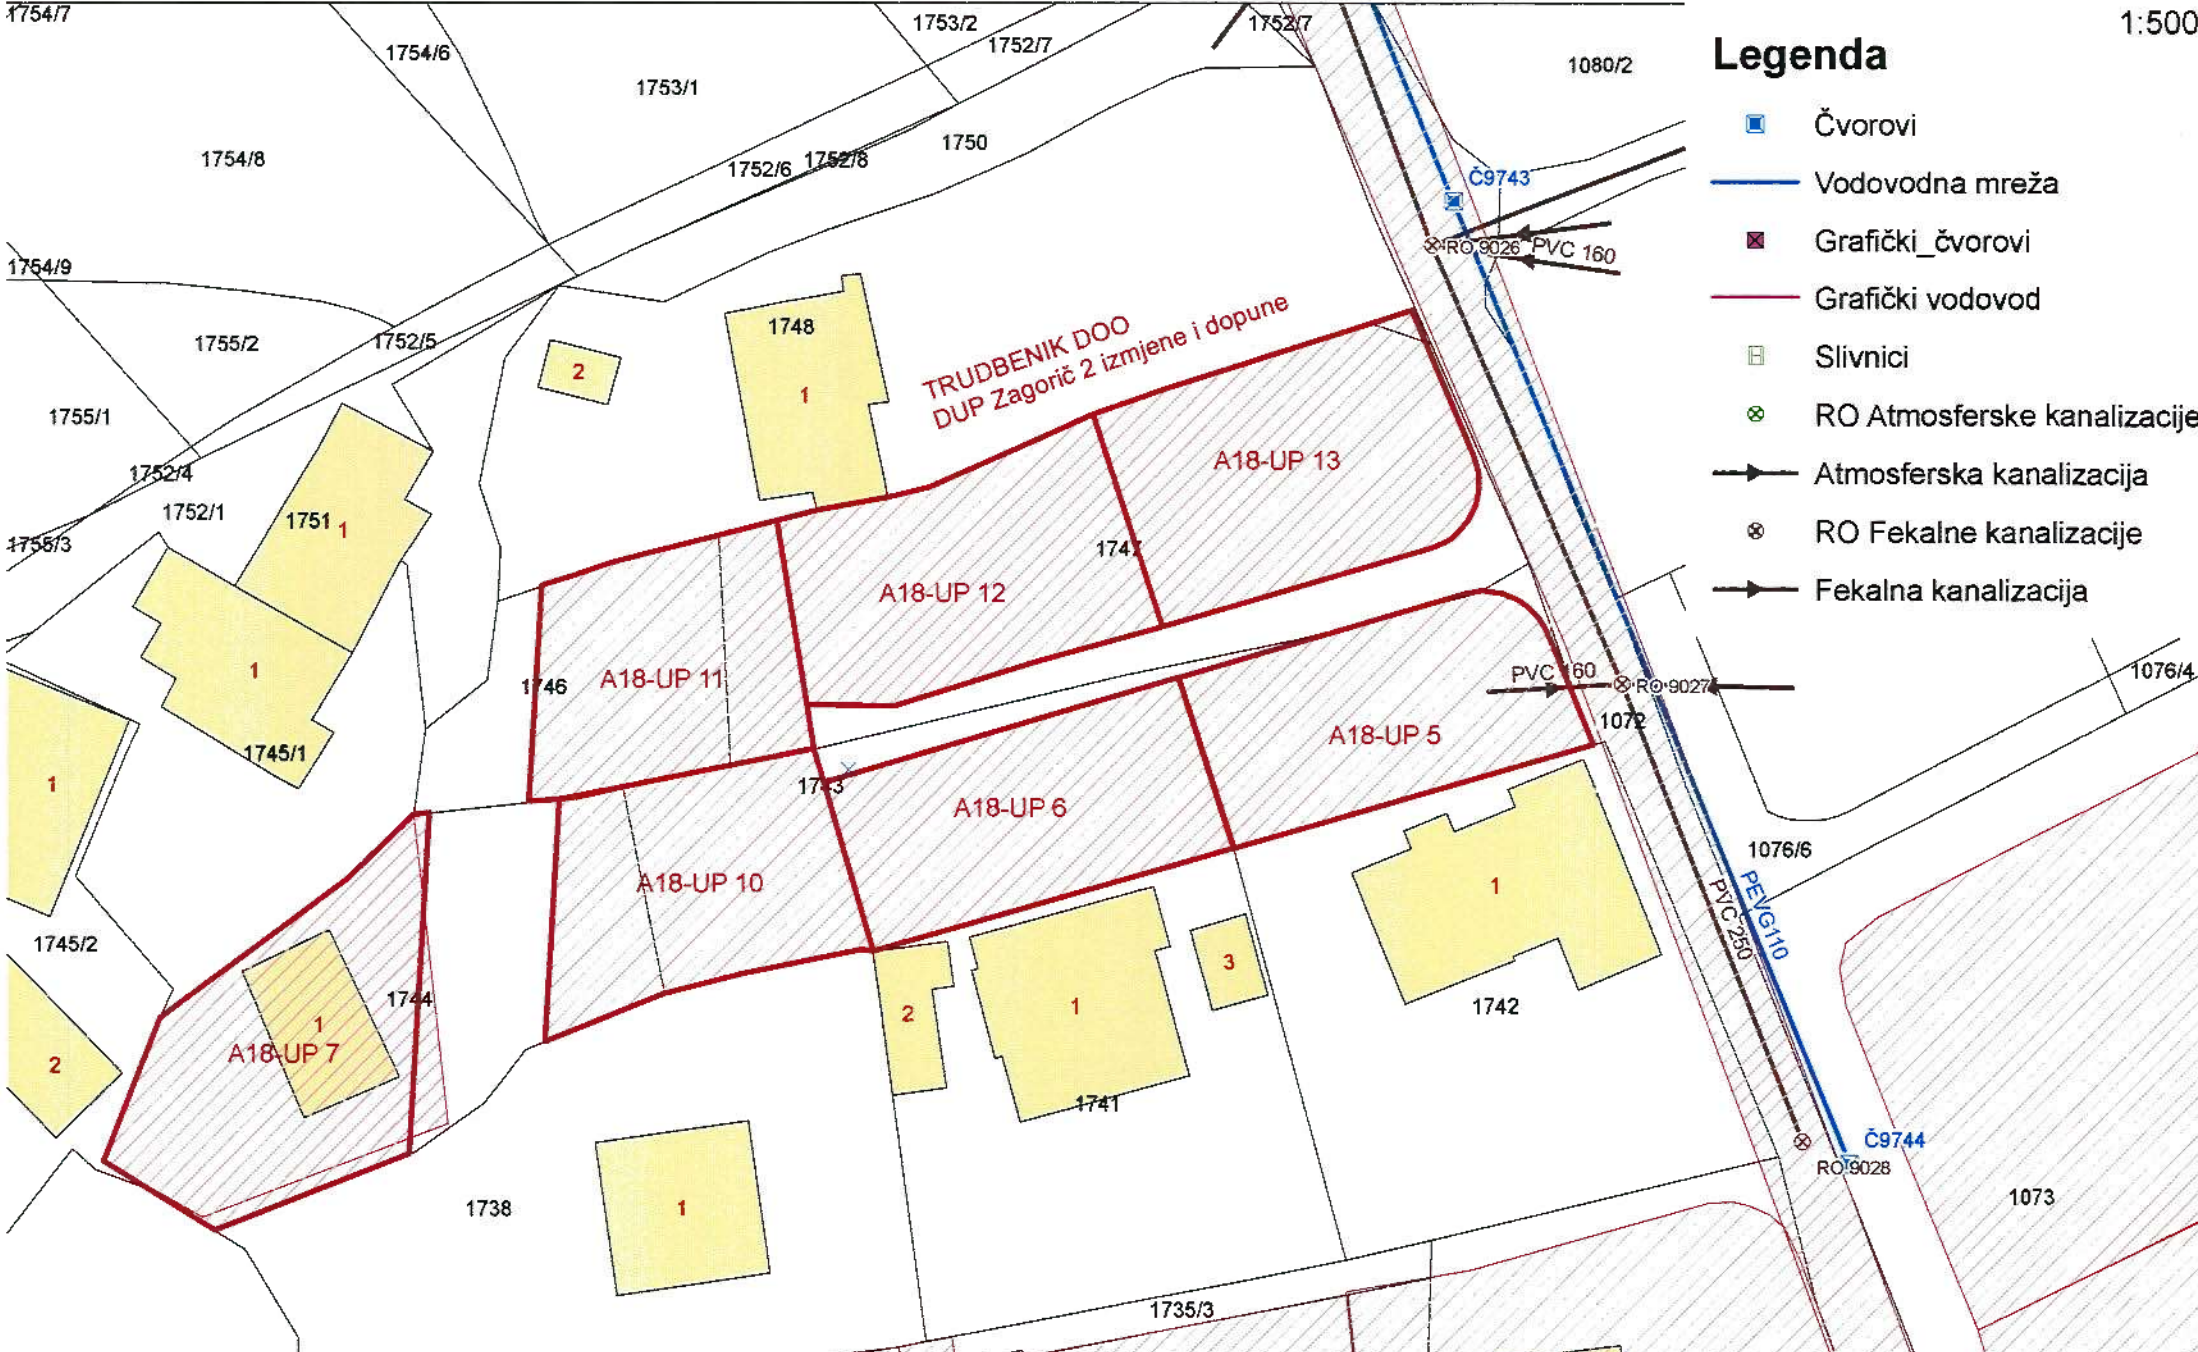 1754/7
1754/6
1753/2
1752/7
1752/7
1080/2
1:500
1753/1
1754/8
1752/6
1752/8
1750
1754/9
1755/2
1752/5
1748
1
2
TRUDBENIK DOO
DUP Zagorič 2 izmjene i dopune
Č9743
RO 9026
PVC 160
1755/1
1752/4
1752/1
1755/3
1751
1
1
1745/1
A18-UP 13
1747
A18-UP 12
A18-UP 11
1746
1743
A18-UP 5
A18-UP 6
A18-UP 10
PVC 160
RO 9027
1072
1076/4
1076/6
1
1745/2
2
1744
1
A18-UP 7
2
1
3
1
1741
1742
PVC 250
PEVG110
Č9744
RO 9028
1738
1
1735/3
1073
Legenda
Čvorovi
Vodovodna mreža
Grafički_čvorovi
Grafički vodovod
Slivnici
RO Atmosferske kanalizacije
Atmosferska kanalizacija
RO Fekalne kanalizacije
Fekalna kanalizacija